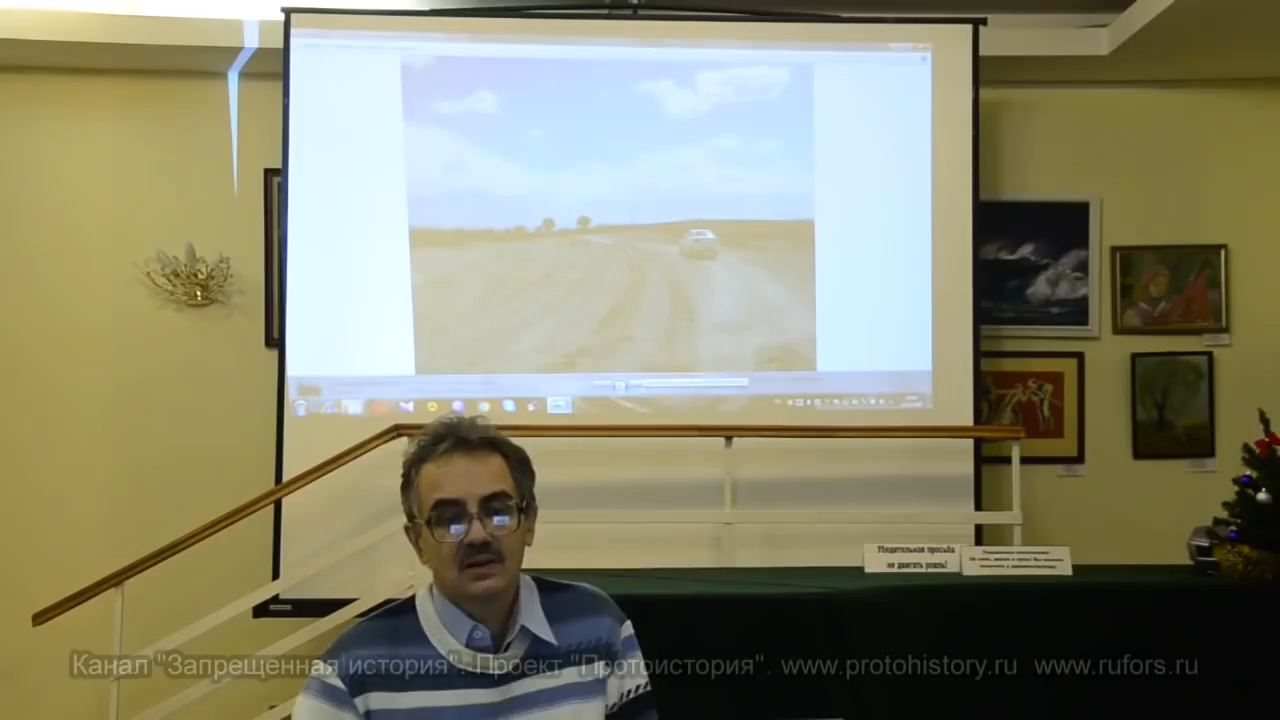 Убедительная просьба
не двигать рояль!
Канал "Запрещенная история". Проект "Протоистория". www.protohistory.ru www.rufors.ru